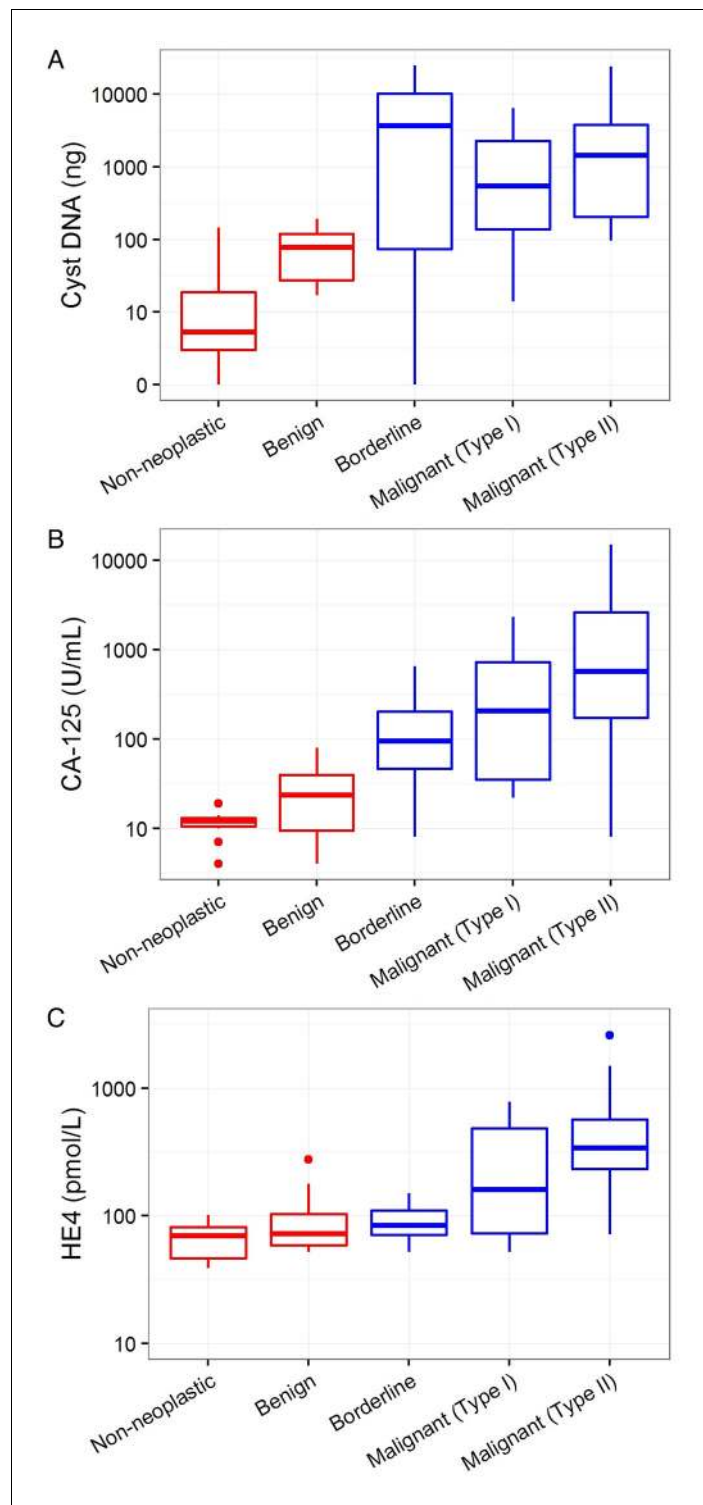 A
Cyst DNA (ng)
10000
1000
100
10
0
Non-neoplastic
Benign
Borderline
Malignant (Type I)
Malignant (Type II)
B
CA-125 (U/mL)
10000
1000
100
10
Non-neoplastic
Benign
Borderline
Malignant (Type I)
Malignant (Type II)
C
HE4 (pmol/L)
1000
100
10
Non-neoplastic
Benign
Borderline
Malignant (Type I)
Malignant (Type II)